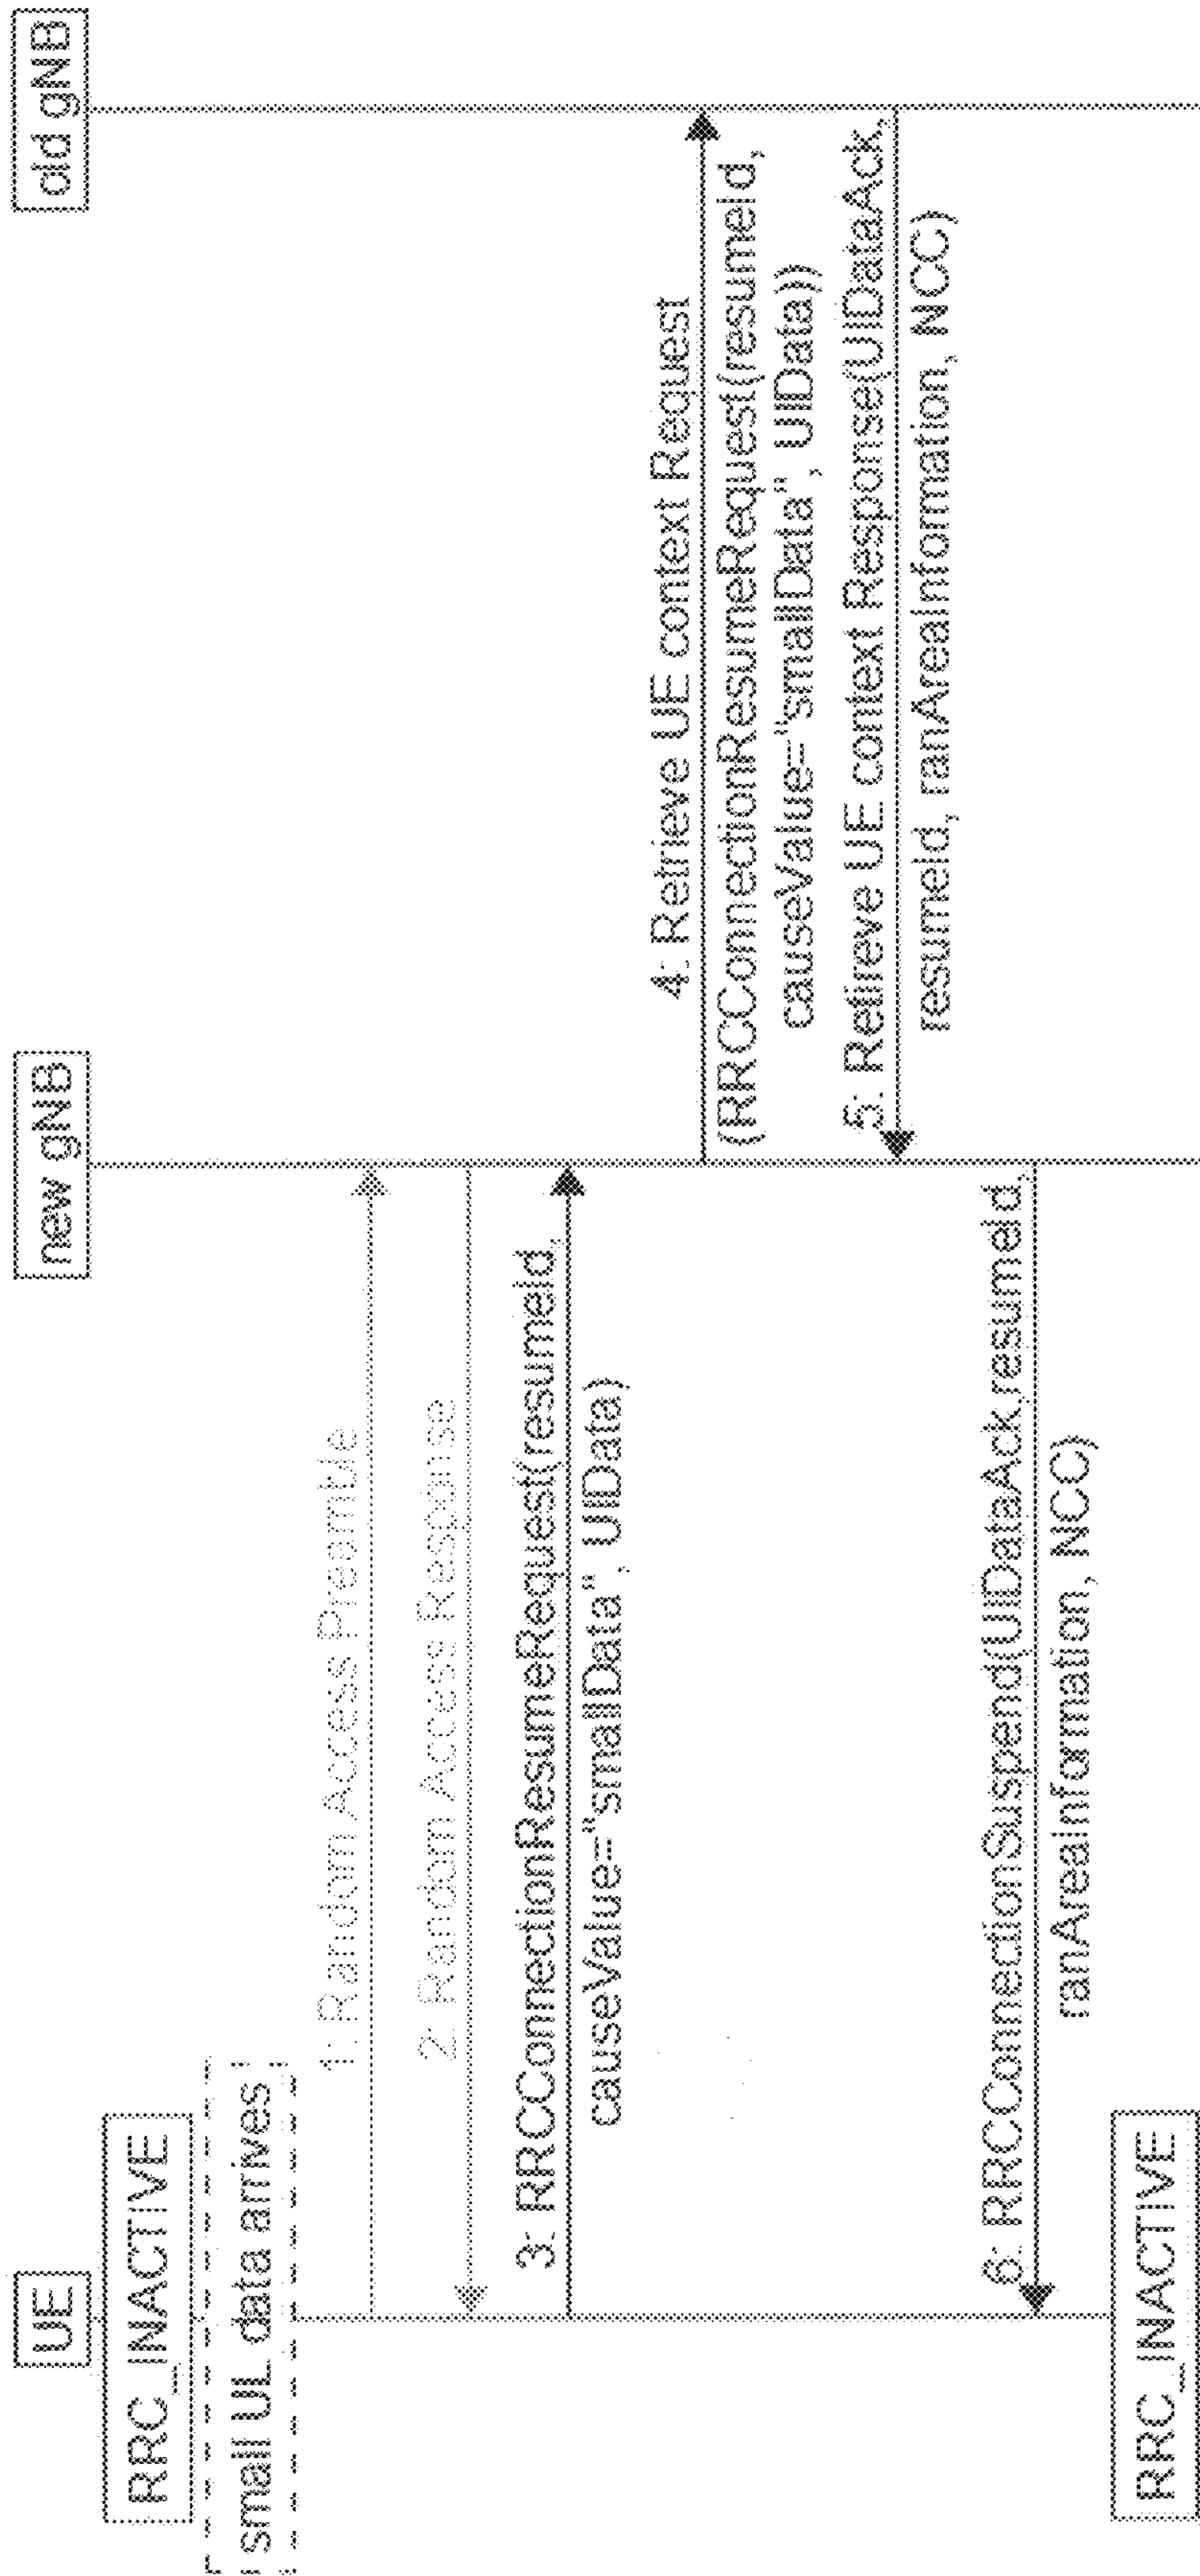 UE
new gNB
old gNB
RRC_INACTIVE
small UL data arrives
1: Random Access Preamble
2: Random Access Response
3: RRCConnectionResumeRequest(resumeId,
causeValue="smallData", UlData)
4: Retrieve UE context Request
(RRCConnectionResumeRequest(resumeId,
causeValue="smallData", UlData))
5: Retireve UE context Response(UlDataAck,
resumeId, ranAreaInformation, NCC)
6: RRCConnectionSuspend(UlDataAck,resumeId,
ranAreaInformation, NCC)
RRC_INACTIVE